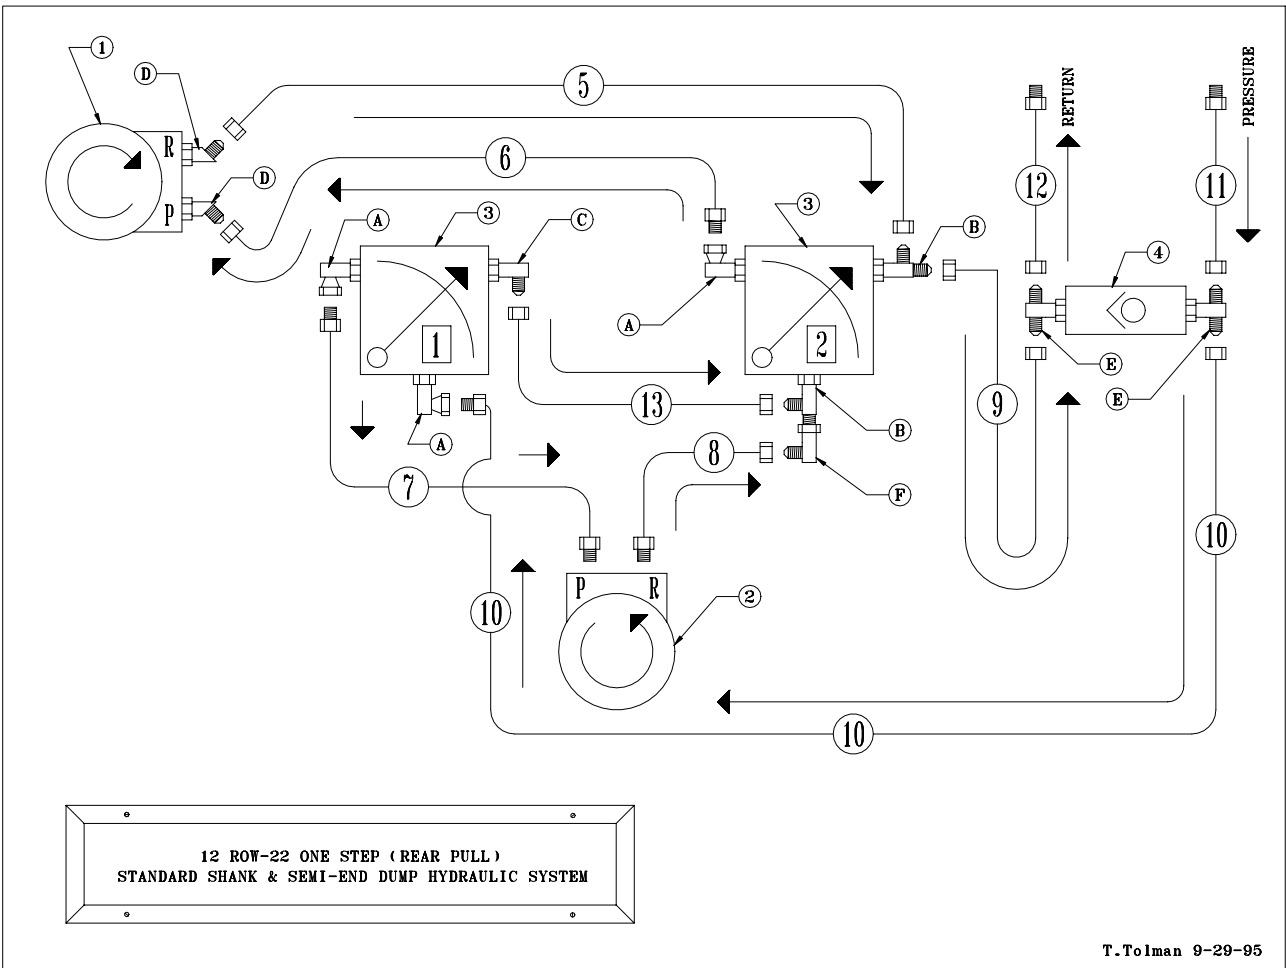 1
D
5
RETURN
PRESSURE
R
6
12
11
D
P
A
3
C
3
B
4
A
1
2
E
9
E
13
A
B
8
7
F
10
10
P
R
2
10
10
12 ROW-22 ONE STEP (REAR PULL)
STANDARD SHANK & SEMI-END DUMP HYDRAULIC SYSTEM
T.Tolman 9-29-95